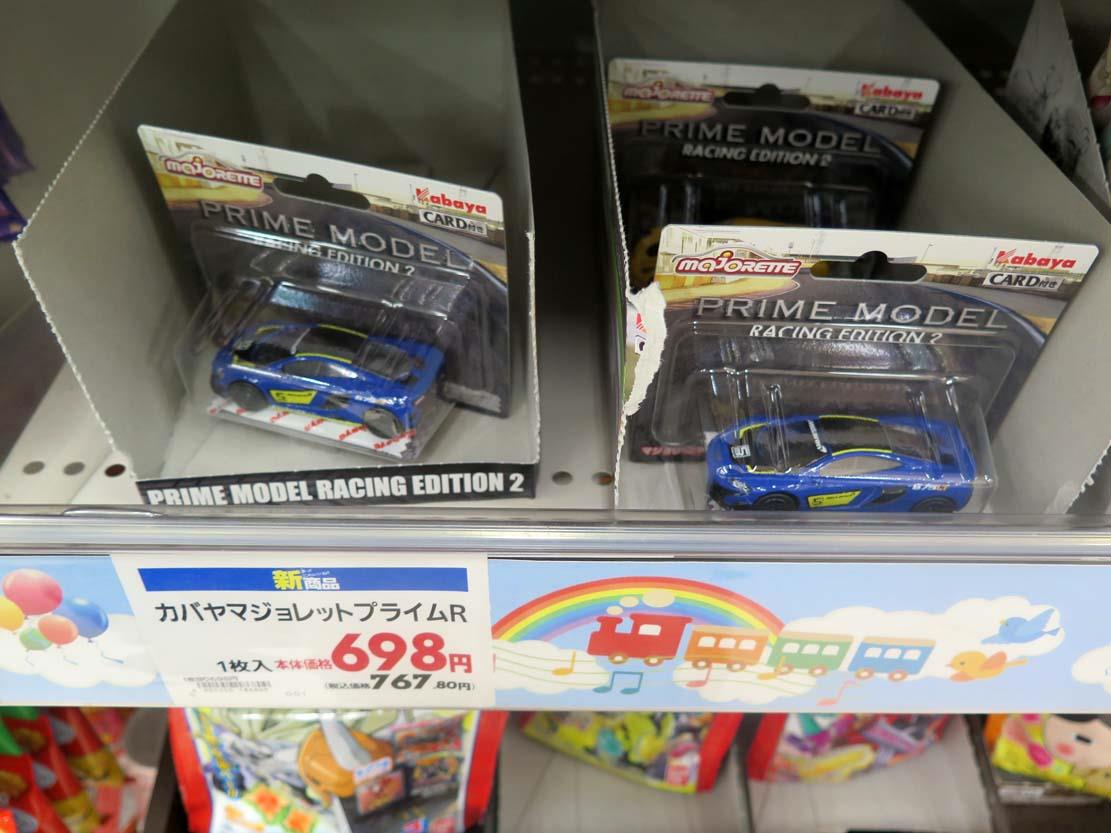 majORETTE
Kabaya
CARD付き
PRIME MODEL
RACING EDITION 2
majORETTE
Kabaya
CARD付き
PRIME MODEL
RACING EDITION 2
majORETTE
Kabaya
CARD付き
PRIME MODEL
RACING EDITION 2
5
675LT
PRIME MODEL RACING EDITION 2
新商品
カバヤマジョレットプライムR
1枚入 本体価格698円
(税込価格767.80円)
001